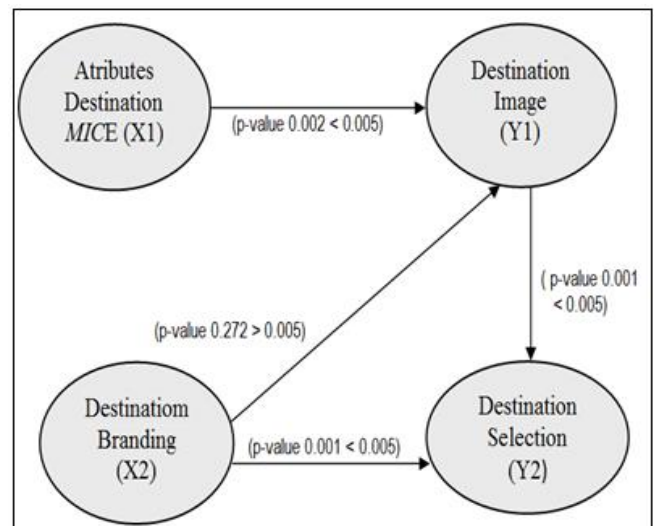 Atributes
Destination
MICE (X1)
(p-value 0.002 < 0.005)
Destination
Image
(Y1)
( p-value 0.001
< 0.005)
(p-value 0.272 > 0.005)
Destinatiom
Branding
(X2)
(p-value 0.001 < 0.005)
Destination
Selection
(Y2)